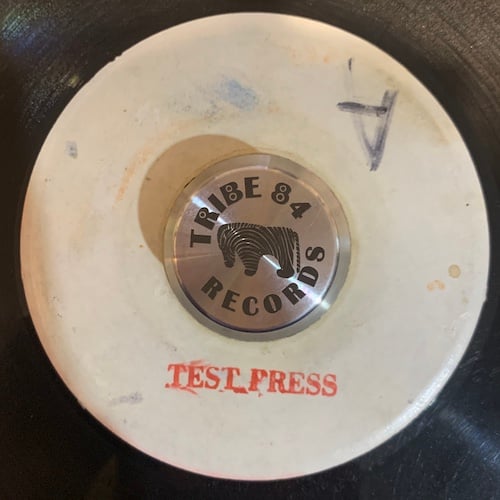 A
TRIBE 84
RECORDS
TEST PRESS